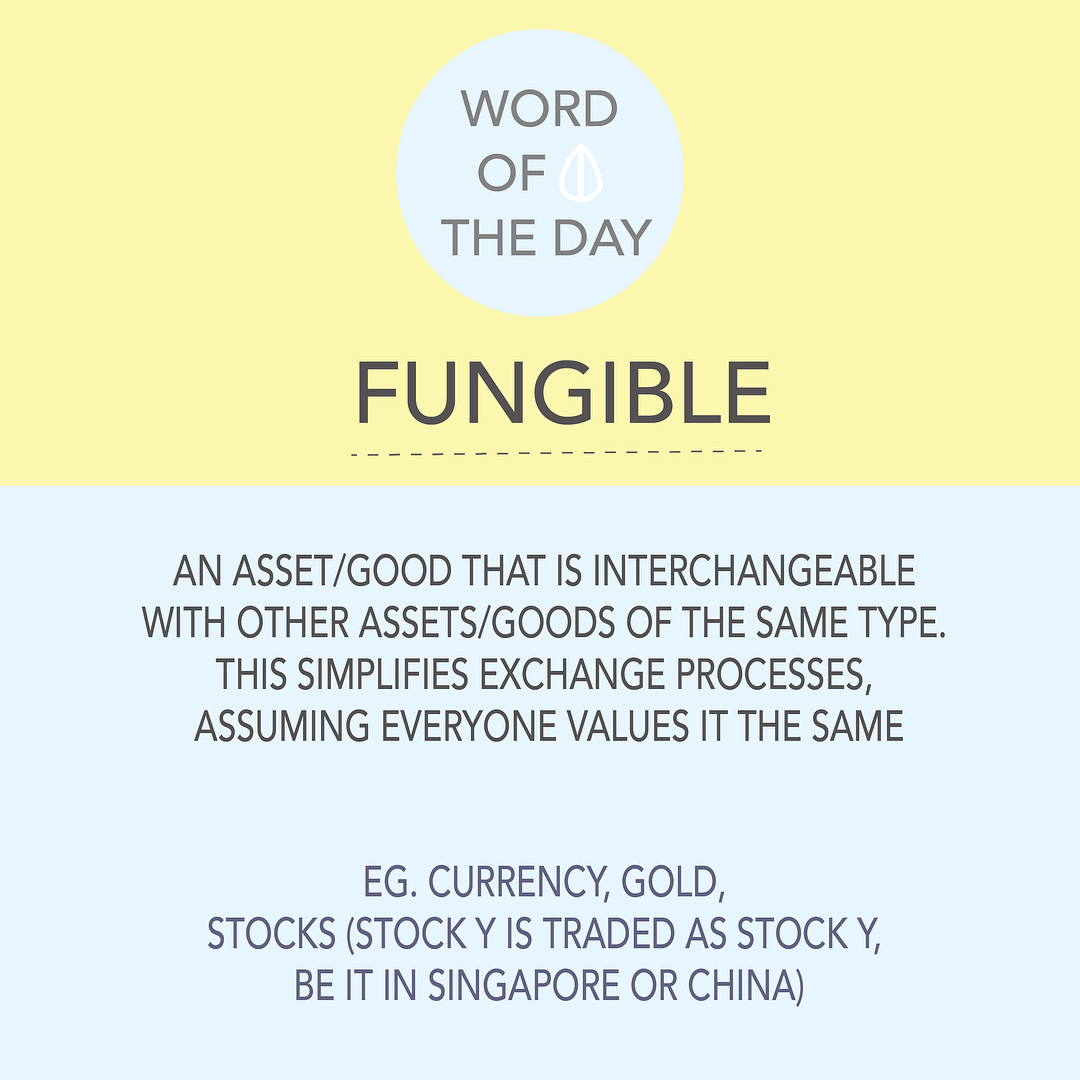 WORD
OF
THE DAY
FUNGIBLE
AN ASSET/GOOD THAT IS INTERCHANGEABLE
WITH OTHER ASSETS/GOODS OF THE SAME TYPE.
THIS SIMPLIFIES EXCHANGE PROCESSES,
ASSUMING EVERYONE VALUES IT THE SAME
EG. CURRENCY, GOLD,
STOCKS (STOCK Y IS TRADED AS STOCK Y,
BE IT IN SINGAPORE OR CHINA)